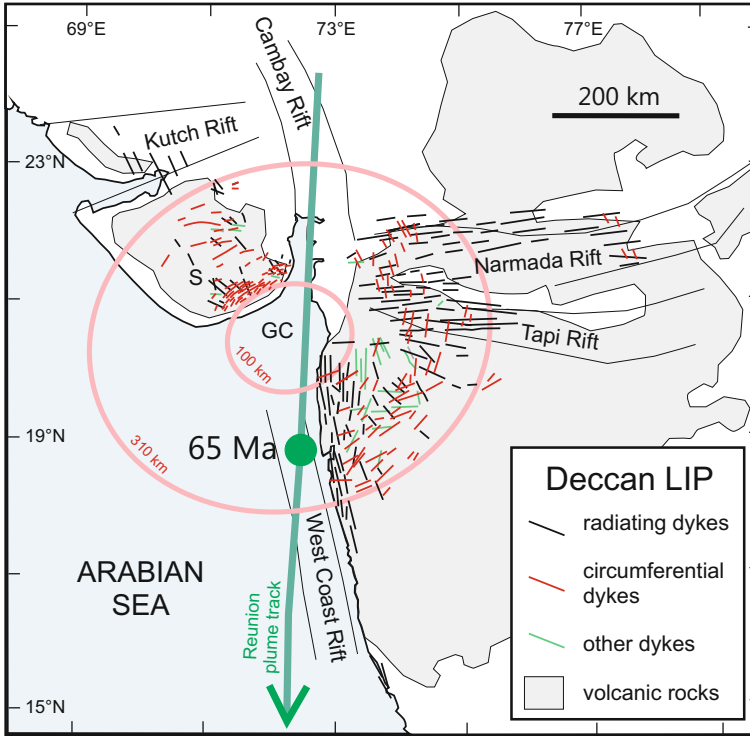 69°E
73°E
77°E
Cambay Rift
200 km
Kutch Rift
23°N
Narmada Rift
S
GC
Tapi Rift
100 km
19°N
65 Ma
310 km
Deccan LIP
radiating dykes
circumferential
dykes
other dykes
volcanic rocks
West Coast Rift
ARABIAN
SEA
Reunion
plume track
15°N